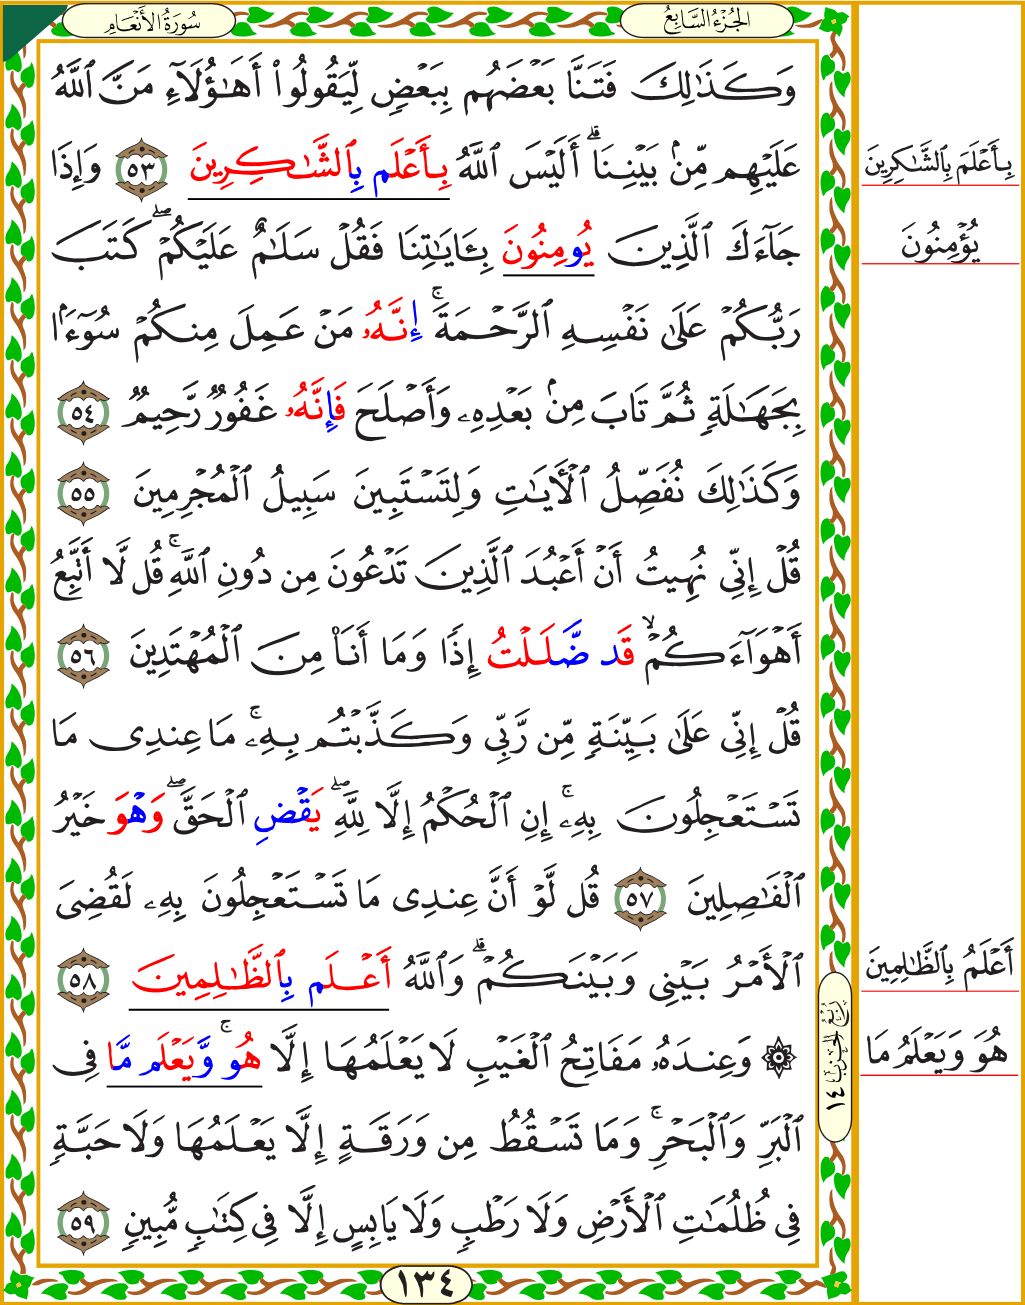 الجُزْءُ السَّابِعُ
سُورَةُ الأَنْعَامِ
وَكَذَٰلِكَ فَتَنَّا بَعْضَهُم بِبَعْضٍ لِّيَقُولُوا۟ أَهَٰٓؤُلَآءِ مَنَّ ٱللَّهُ
عَلَيْهِم مِّنۢ بَيْنِنَآ ۗ أَلَيْسَ ٱللَّهُ بِأَعْلَم بِٱلشَّٰكِرِينَ ٥٣ وَإِذَا
جَآءَكَ ٱلَّذِينَ يُومِنُونَ بِـَٔايَٰتِنَا فَقُلْ سَلَٰمٌ عَلَيْكُمْ ۖ كَتَبَ
رَبُّكُمْ عَلَىٰ نَفْسِهِ ٱلرَّحْمَةَ ۚ إِنَّهُۥ مَنْ عَمِلَ مِنكُمْ سُوٓءَۢا
بِجَهَٰلَةٍ ثُمَّ تَابَ مِنۢ بَعْدِهِۦ وَأَصْلَحَ فَإِنَّهُۥ غَفُورٌ رَّحِيمٌ ٥٤
وَكَذَٰلِكَ نُفَصِّلُ ٱلْأٓيَٰتِ وَلِتَسْتَبِينَ سَبِيلُ ٱلْمُجْرِمِينَ ٥٥
قُلْ إِنِّى نُهِيتُ أَنْ أَعْبُدَ ٱلَّذِينَ تَدْعُونَ مِن دُونِ ٱللَّهِ ۚ قُل لَّآ أَتَّبِعُ
أَهْوَآءَكُمْ ۙ قَد ضَّلَلْتُ إِذًا وَمَآ أَنَا۠ مِنَ ٱلْمُهْتَدِينَ ٥٦
قُلْ إِنِّى عَلَىٰ بَيِّنَةٍ مِّن رَّبِّى وَكَذَّبْتُم بِهِۦ ۚ مَا عِندِى مَا
تَسْتَعْجِلُونَ بِهِۦٓ ۚ إِنِ ٱلْحُكْمُ إِلَّا لِلَّهِ ۖ يَقْضِ ٱلْحَقَّ ۖ وَهْوَ خَيْرُ
ٱلْفَٰصِلِينَ ٥٧ قُل لَّوْ أَنَّ عِندِى مَا تَسْتَعْجِلُونَ بِهِۦ لَقُضِىَ
ٱلْأَمْرُ بَيْنِى وَبَيْنَكُمْ ۗ وَٱللَّهُ أَعْلَم بِٱلظَّٰلِمِينَ ٥٨
۞ وَعِندَهُۥ مَفَاتِحُ ٱلْغَيْبِ لَا يَعْلَمُهَآ إِلَّا هُو ۚ وَّيَعْلَم مَّا فِى
ٱلْبَرِّ وَٱلْبَحْرِ ۚ وَمَا تَسْقُطُ مِن وَرَقَةٍ إِلَّا يَعْلَمُهَا وَلَا حَبَّةٍ
فِى ظُلُمَٰتِ ٱلْأَرْضِ وَلَا رَطْبٍ وَلَا يَابِسٍ إِلَّا فِى كِتَٰبٍ مُّبِينٍ ٥٩
١٣٤
بِأَعْلَمَ بِٱلشَّٰكِرِينَ
يُؤْمِنُونَ
أَعْلَمُ بِٱلظَّٰلِمِينَ
هُوَ وَيَعْلَمُ مَا
رُبْعُ الحِزْبِ ١٤